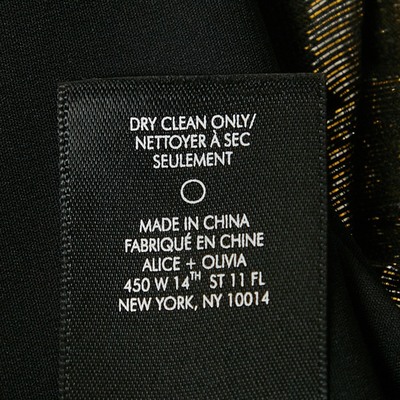 DRY CLEAN ONLY/
NETTOYER À SEC
SEULEMENT
MADE IN CHINA
FABRIQUÉ EN CHINE
ALICE + OLIVIA
450 W 14TH ST 11 FL
NEW YORK, NY 10014